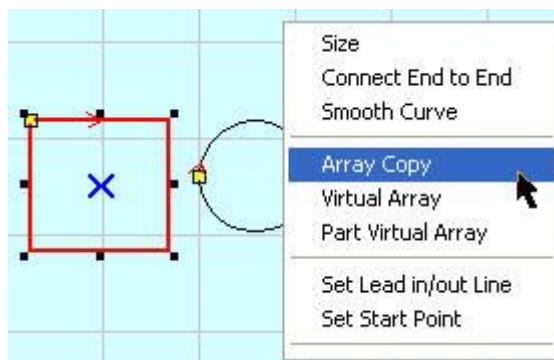 Size
Connect End to End
Smooth Curve
Array Copy
Virtual Array
Part Virtual Array
Set Lead in/out Line
Set Start Point